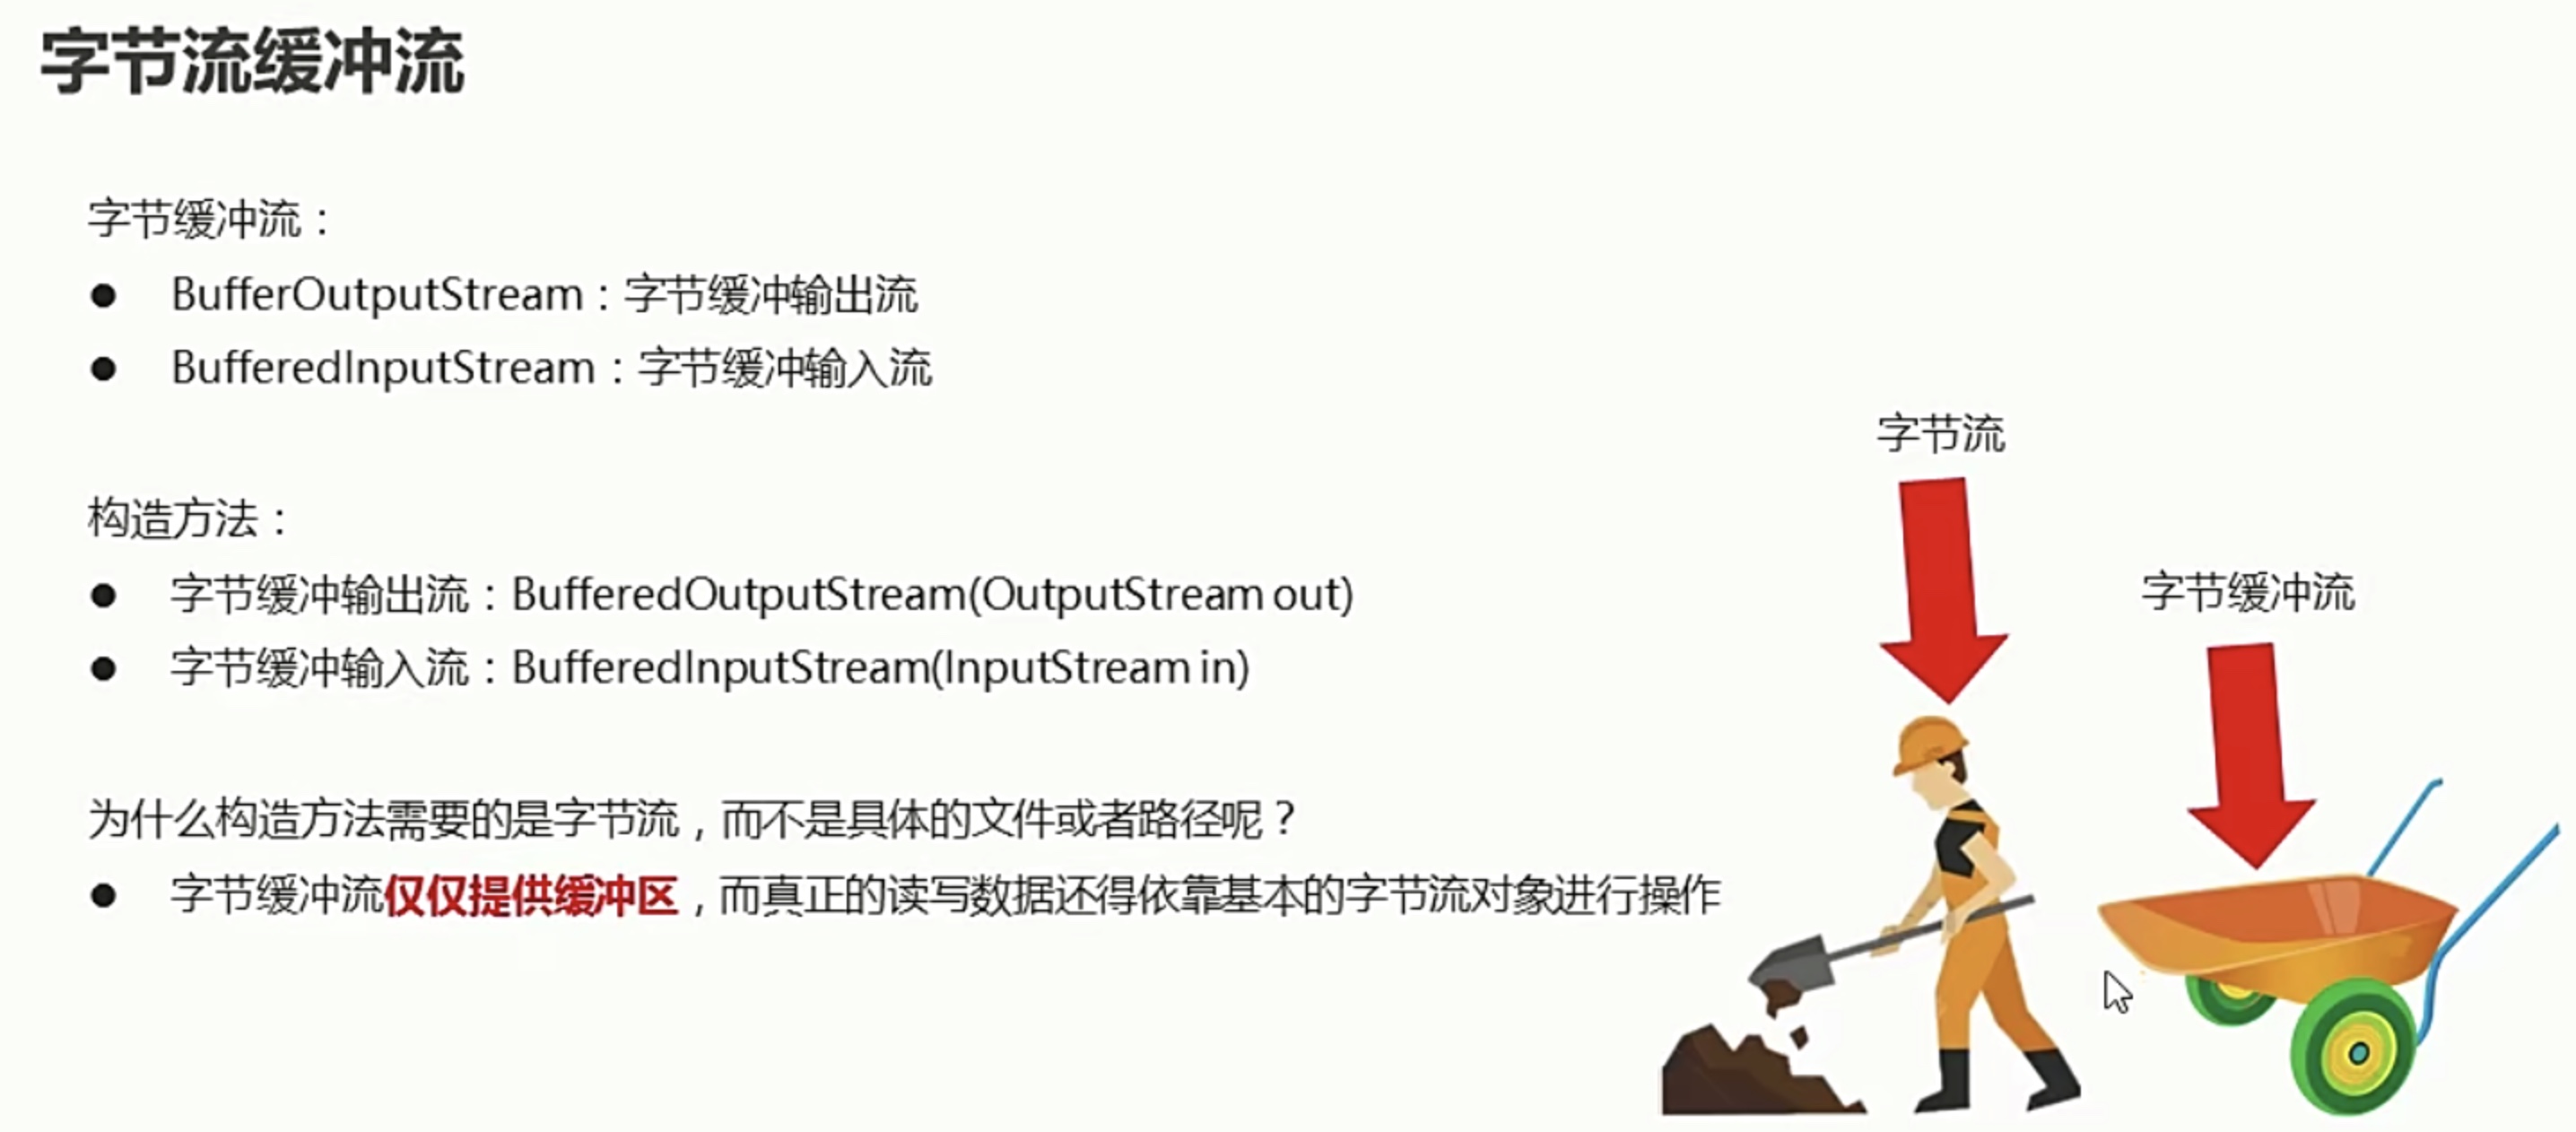 字节流缓冲流
字节缓冲流：
● BufferOutputStream：字节缓冲输出流
● BufferedInputStream：字节缓冲输入流
构造方法：
● 字节缓冲输出流：BufferedOutputStream(OutputStream out)
● 字节缓冲输入流：BufferedInputStream(InputStream in)
为什么构造方法需要的是字节流，而不是具体的文件或者路径呢？
● 字节缓冲流仅仅提供缓冲区，而真正的读写数据还得依靠基本的字节流对象进行操作
字节流
字节缓冲流